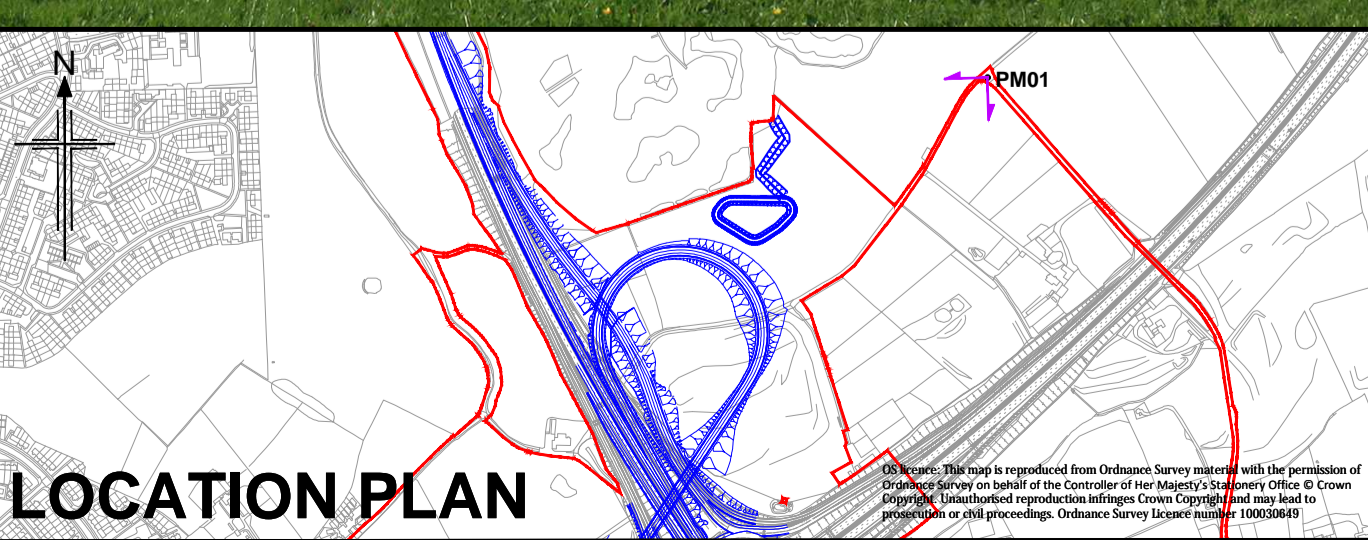 N
PM01
LOCATION PLAN
OS licence: This map is reproduced from Ordnance Survey material with the permission of
Ordnance Survey on behalf of the Controller of Her Majesty's Stationery Office © Crown
Copyright. Unauthorised reproduction infringes Crown Copyright and may lead to
prosecution or civil proceedings. Ordnance Survey Licence number 100030649